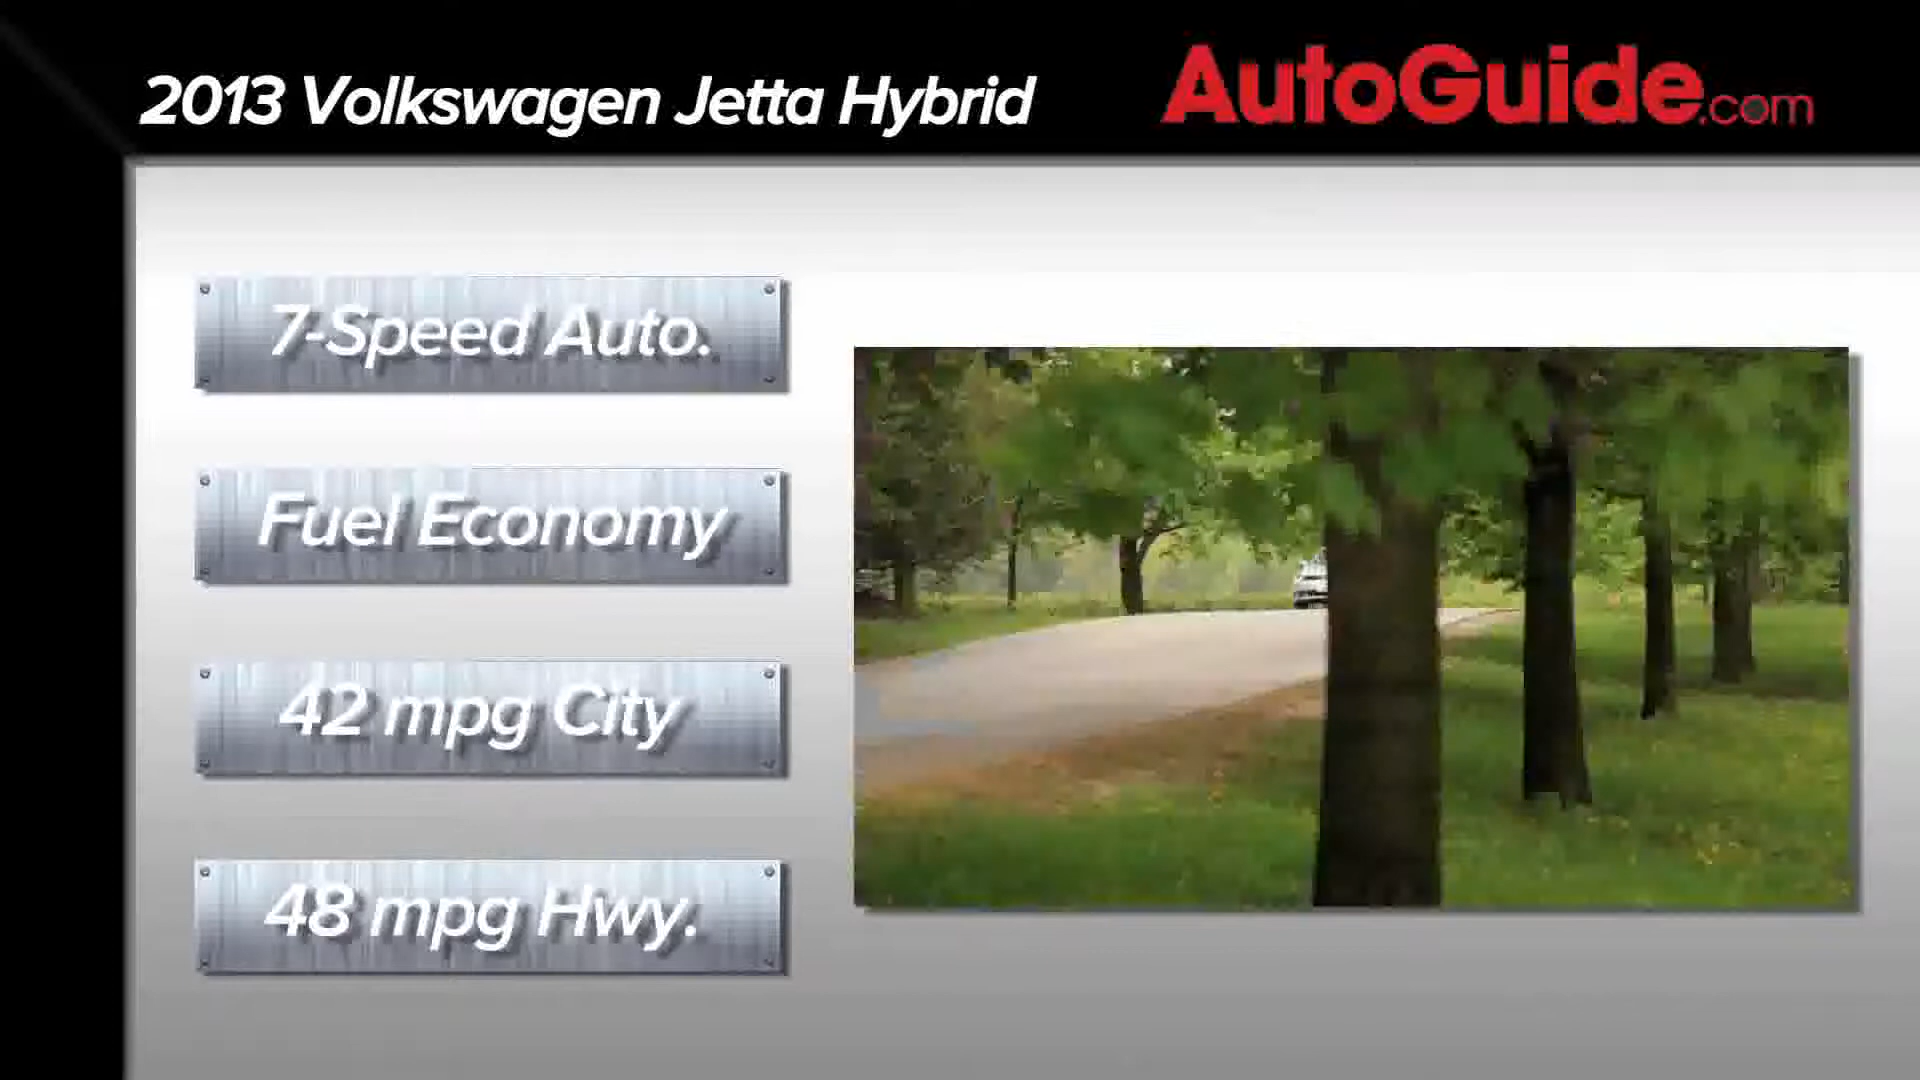 2013 Volkswagen Jetta Hybrid
AutoGuide.com
7-Speed Auto.
Fuel Economy
42 mpg City
48 mpg Hwy.